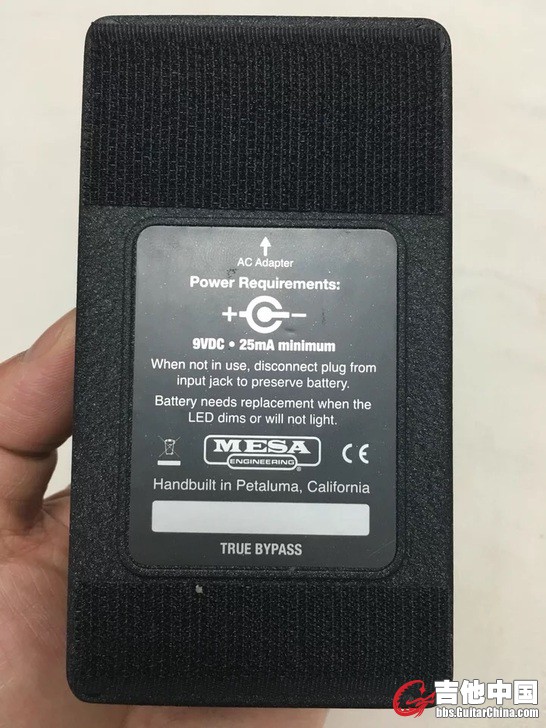 AC Adapter
Power Requirements:
+ –
9VDC • 25mA minimum
When not in use, disconnect plug from
input jack to preserve battery.
Battery needs replacement when the
LED dims or will not light.
MESA
ENGINEERING®
CE
Handbuilt in Petaluma, California
TRUE BYPASS
吉他中国
bbs.GuitarChina.com